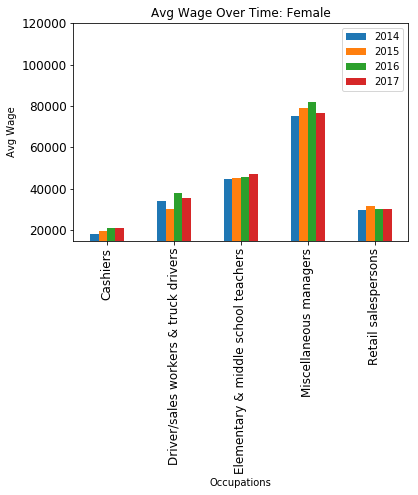 Avg Wage Over Time: Female
120000
100000
80000
60000
40000
20000
Avg Wage
2014
2015
2016
2017
Cashiers
Driver/sales workers & truck drivers
Elementary & middle school teachers
Miscellaneous managers
Retail salespersons
Occupations